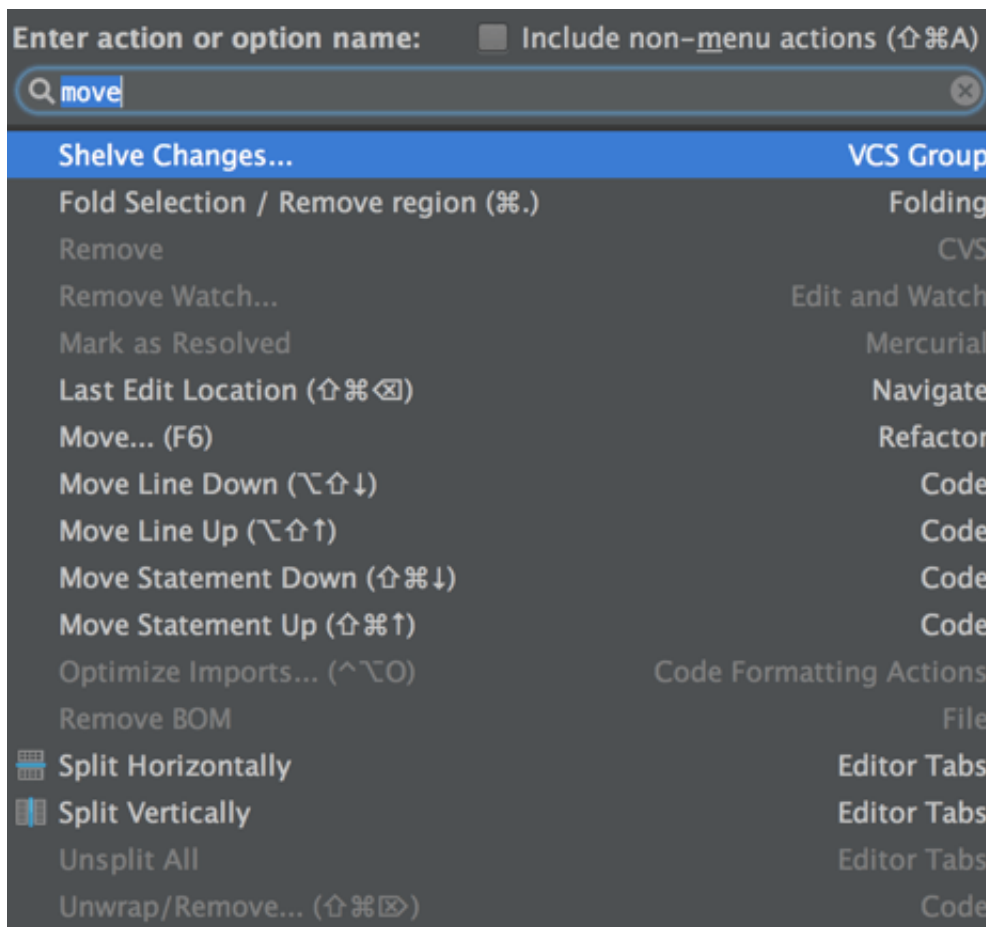 Enter action or option name: Include non-menu actions (⇧⌘A)
move
Shelve Changes... VCS Group
Fold Selection / Remove region (⌘.) Folding
Remove CVS
Remove Watch... Edit and Watch
Mark as Resolved Mercurial
Last Edit Location (⇧⌘⌫) Navigate
Move... (F6) Refactor
Move Line Down (⌥⇧↓) Code
Move Line Up (⌥⇧↑) Code
Move Statement Down (⇧⌘↓) Code
Move Statement Up (⇧⌘↑) Code
Optimize Imports... (^⌥O) Code Formatting Actions
Remove BOM File
Split Horizontally Editor Tabs
Split Vertically Editor Tabs
Unsplit All Editor Tabs
Unwrap/Remove... (⇧⌘⌦) Code